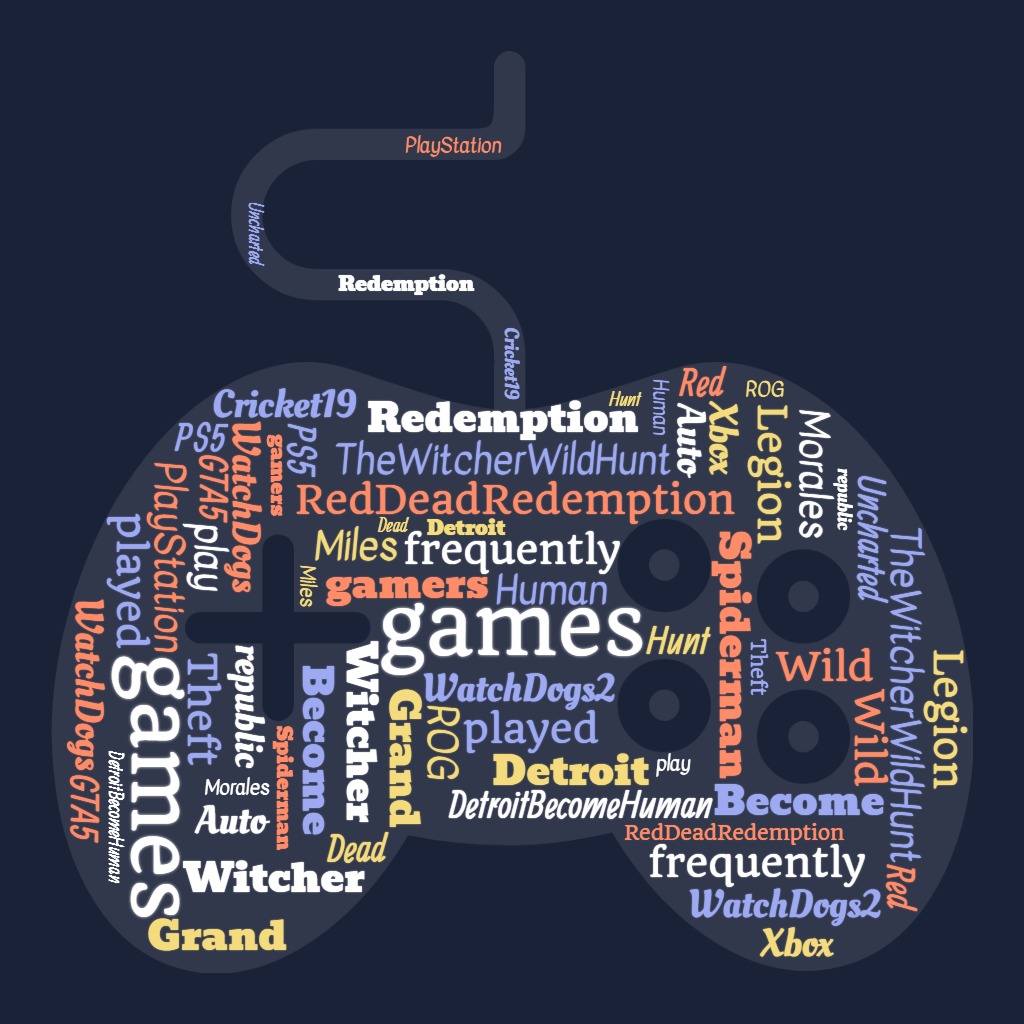 PlayStation
Uncharted
Redemption
Cricket19
Red
ROG
Cricket19
Redemption
Hunt
Human
Auto
Xbox
Legion
Morales
PS5
WatchDogs
gamers
PS5
TheWitcherWildHunt
GTA5
PlayStation
RedDeadRedemption
republic
Uncharted
played
play
Dead
Detroit
Miles
frequently
Spiderman
TheWitcherWildHunt
Miles
gamers
Human
games
Hunt
WatchDogs
games
Theft
republic
Become
Witcher
Grand
WatchDogs2
Theft
Wild
Wild
Legion
ROG
played
Spiderman
Detroit
play
GTA5
DetroitBecomeHuman
Morales
DetroitBecomeHuman
Become
Auto
RedDeadRedemption
Dead
frequently
Red
Witcher
WatchDogs2
Grand
Xbox